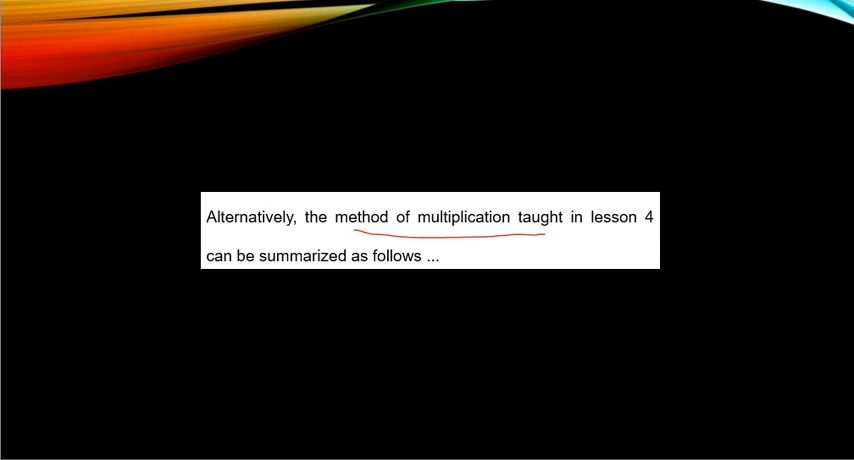 Alternatively, the method of multiplication taught in lesson 4
can be summarized as follows ...